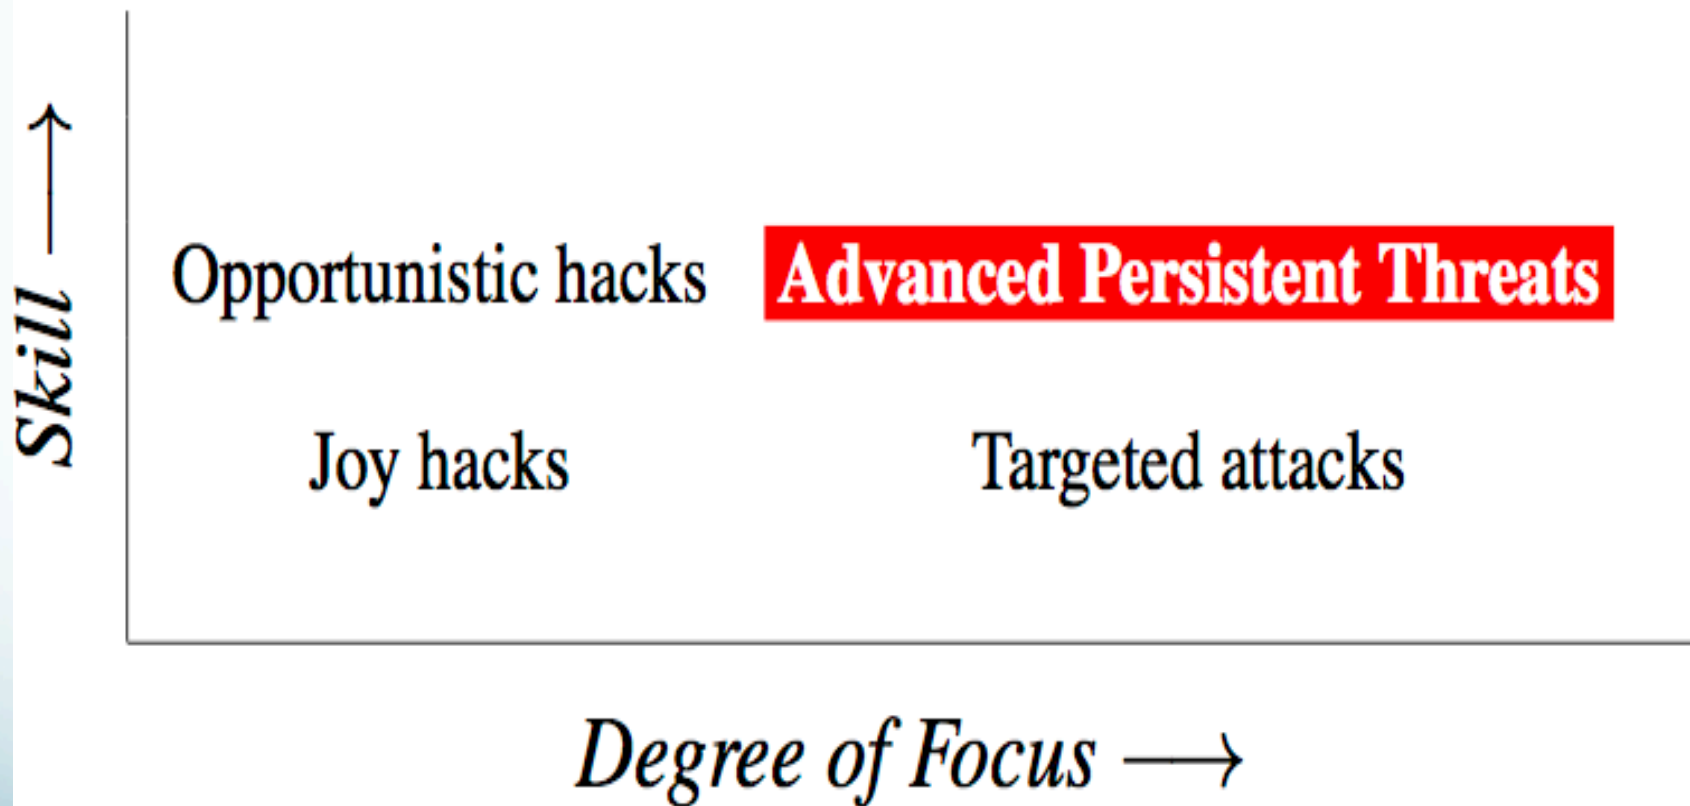 Skill →
Opportunistic hacks Advanced Persistent Threats
Joy hacks Targeted attacks
Degree of Focus →